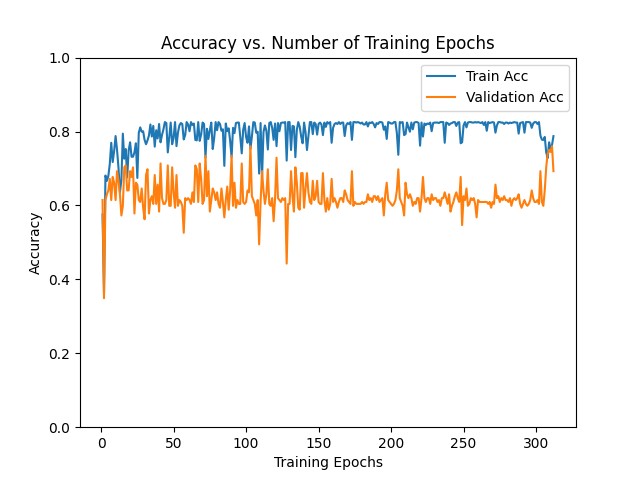 Accuracy vs. Number of Training Epochs
Train Acc
Validation Acc
1.0
0.8
0.6
0.4
0.2
0.0
Accuracy
0 50 100 150 200 250 300
Training Epochs